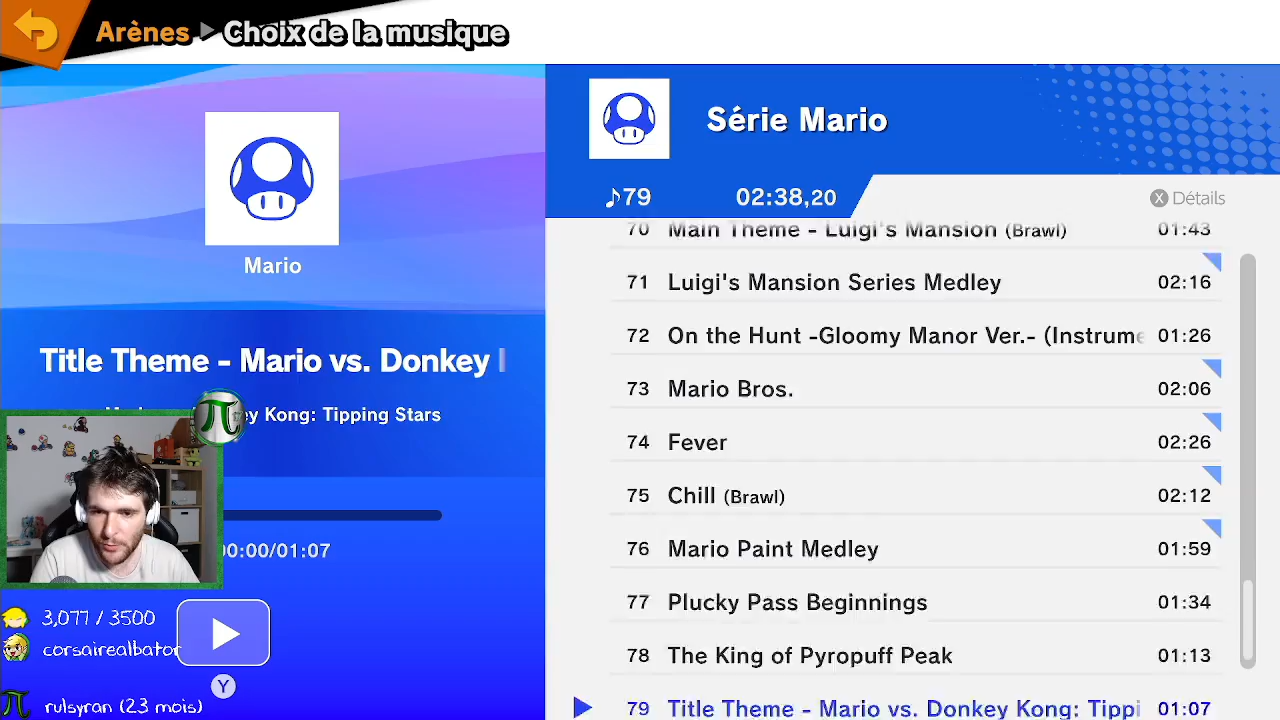 Arènes ▶ Choix de la musique
Mario
Title Theme - Mario vs. Donkey
ey Kong: Tipping Stars
00:00/01:07
Y
3,077 / 3500
corsairealbator
rulsyran (23 mois)
Série Mario
♪79 02:38,20
X Détails
70 Main Theme - Luigi's Mansion (Brawl) 01:43
71 Luigi's Mansion Series Medley 02:16
72 On the Hunt -Gloomy Manor Ver.- (Instrume 01:26
73 Mario Bros. 02:06
74 Fever 02:26
75 Chill (Brawl) 02:12
76 Mario Paint Medley 01:59
77 Plucky Pass Beginnings 01:34
78 The King of Pyropuff Peak 01:13
79 Title Theme - Mario vs. Donkey Kong: Tippi 01:07